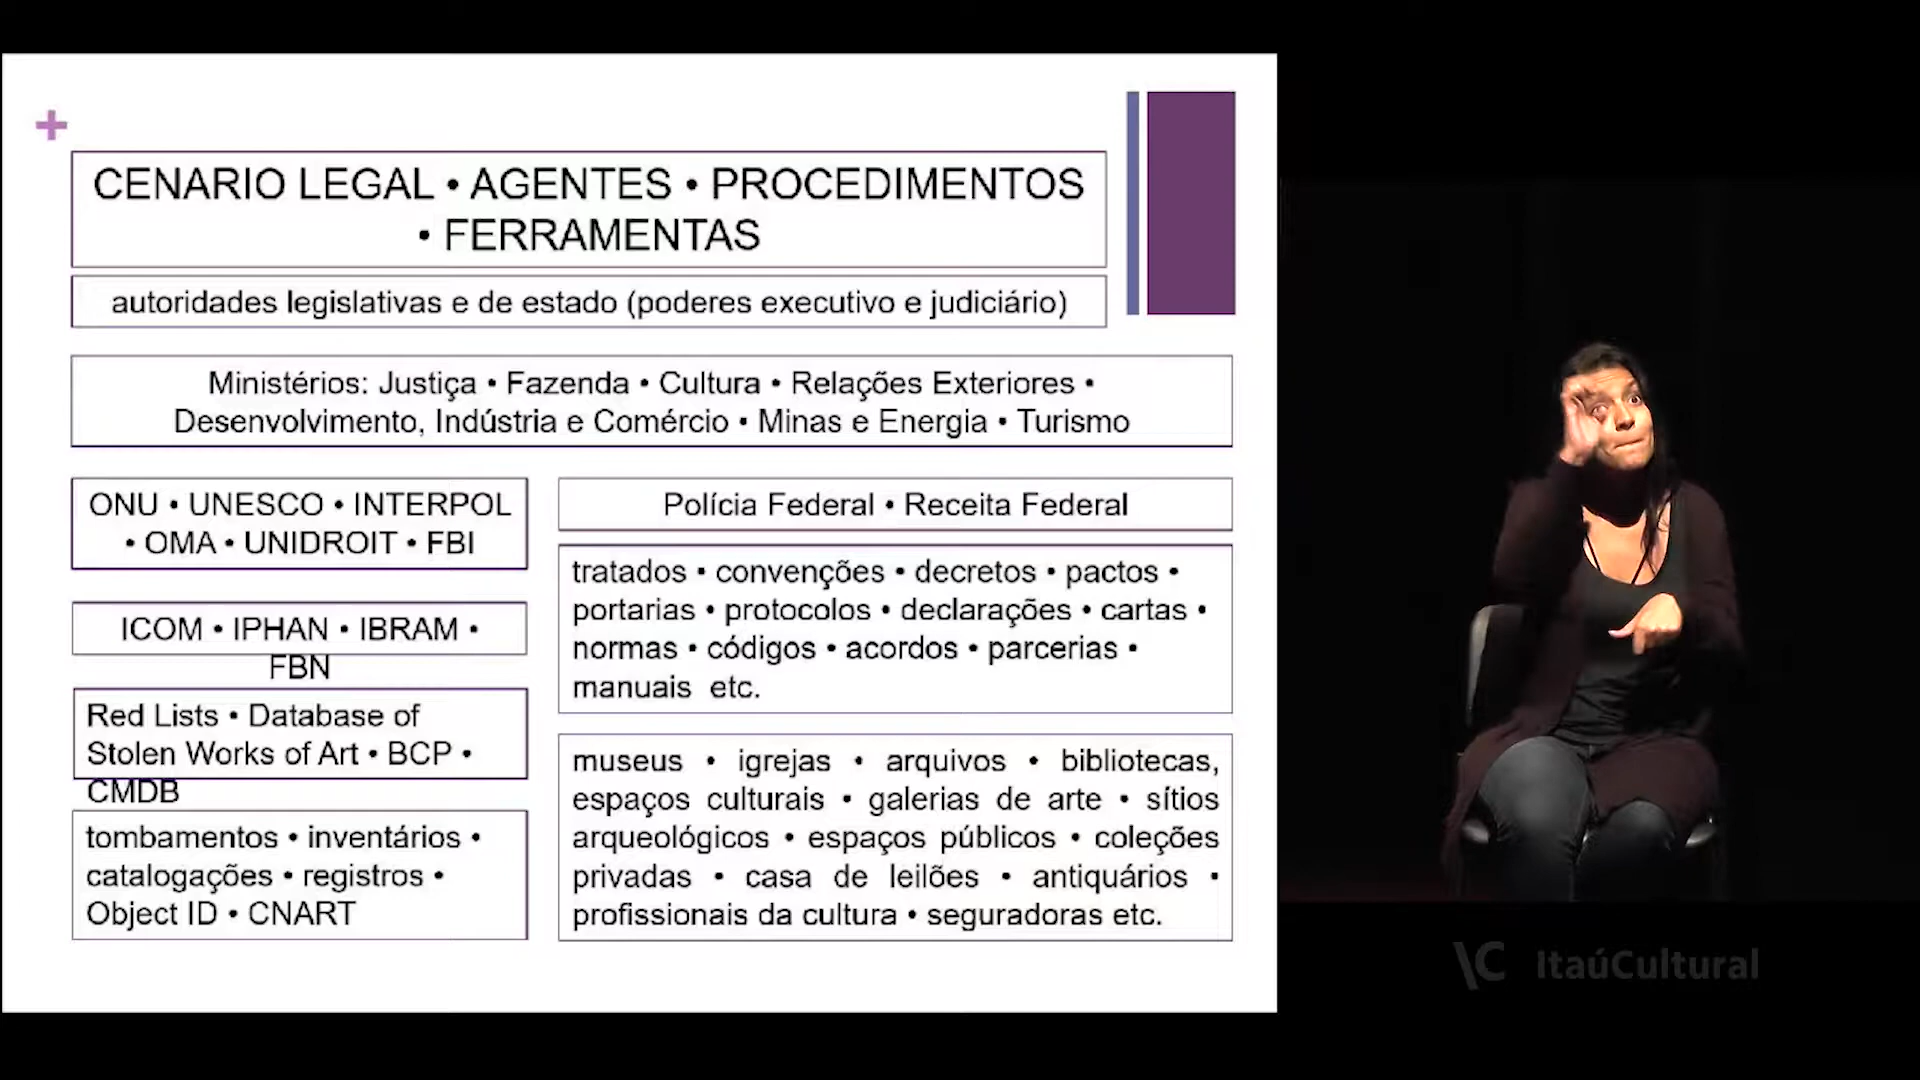 +
CENARIO LEGAL • AGENTES • PROCEDIMENTOS
• FERRAMENTAS
autoridades legislativas e de estado (poderes executivo e judiciário)
Ministérios: Justiça • Fazenda • Cultura • Relações Exteriores •
Desenvolvimento, Indústria e Comércio • Minas e Energia • Turismo
ONU • UNESCO • INTERPOL
• OMA • UNIDROIT • FBI
ICOM • IPHAN • IBRAM •
FBN
Red Lists • Database of
Stolen Works of Art • BCP •
CMDB
tombamentos • inventários •
catalogações • registros •
Object ID • CNART
Polícia Federal • Receita Federal
tratados • convenções • decretos • pactos •
portarias • protocolos • declarações • cartas •
normas • códigos • acordos • parcerias •
manuais etc.
museus • igrejas • arquivos • bibliotecas,
espaços culturais • galerias de arte • sítios
arqueológicos • espaços públicos • coleções
privadas • casa de leilões • antiquários •
profissionais da cultura • seguradoras etc.
\C ItaúCultural